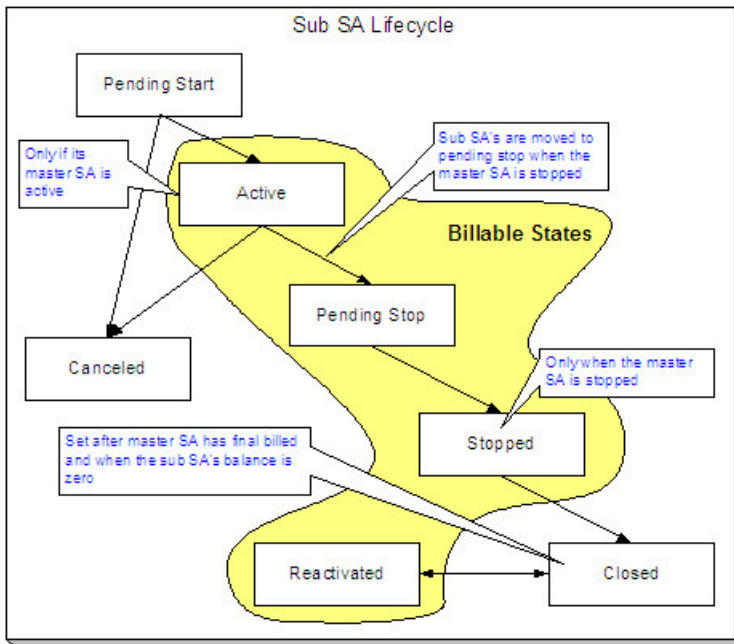 Sub SA Lifecycle
Pending Start
Only if its
master SA is
active
Sub SA's are moved to
pending stop when the
master SA is stopped
Active
Billable States
Pending Stop
Canceled
Only when the master
SA is stopped
Stopped
Set after master SA has final billed
and when the sub SA's balance is
zero
Reactivated
Closed